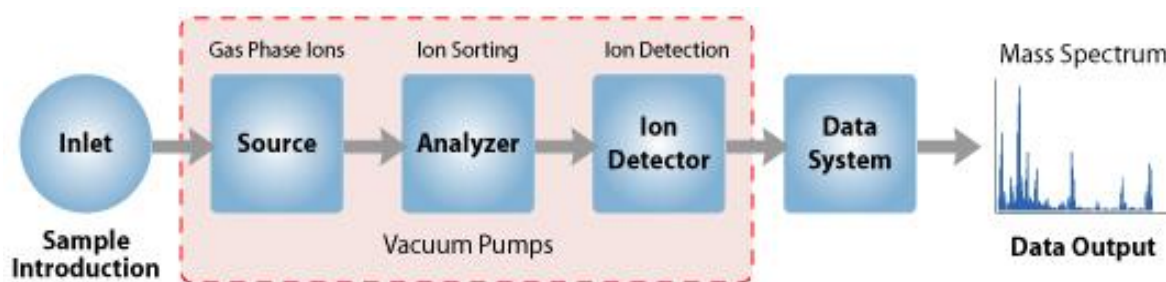 Gas Phase Ions
Ion Sorting
Ion Detection
Mass Spectrum
Inlet
Source
Analyzer
Ion
Detector
Data
System
Sample
Introduction
Vacuum Pumps
Data Output